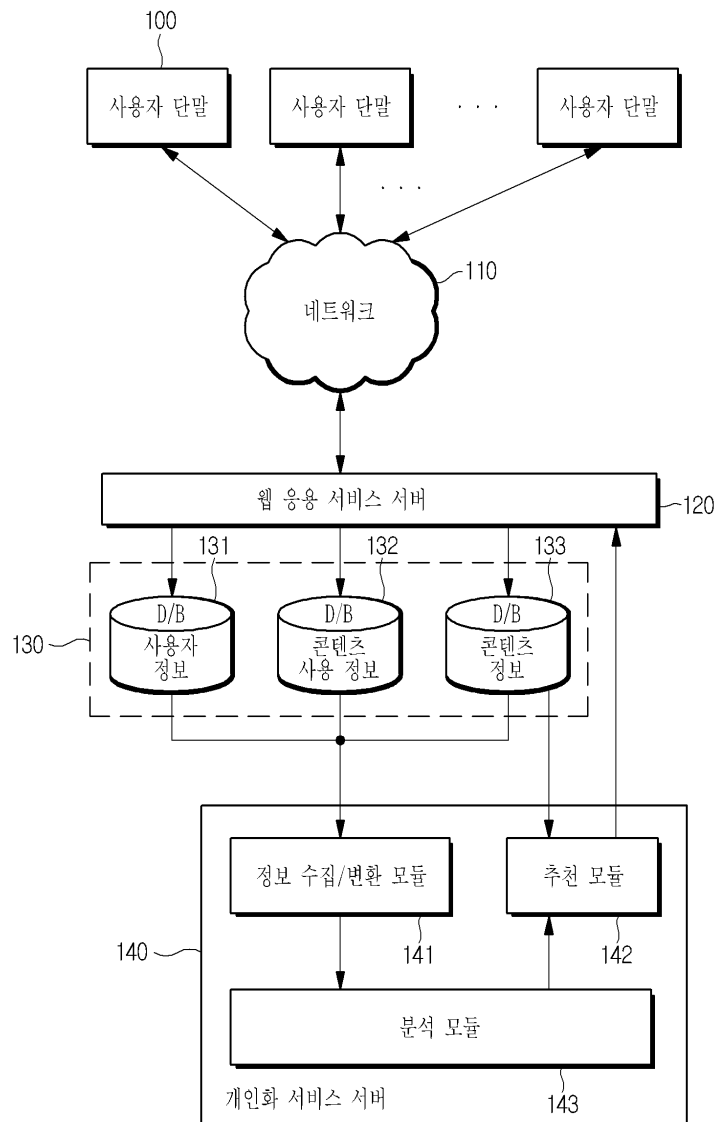 100
사용자 단말
사용자 단말
. . .
사용자 단말
. . .
110
네트워크
웹 응용 서비스 서버
120
131
132
133
D/B
사용자
정보
D/B
콘텐츠
사용 정보
D/B
콘텐츠
정보
130
정보 수집/변환 모듈
추천 모듈
140
141
142
분석 모듈
개인화 서비스 서버
143